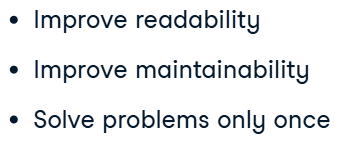 • Improve readability
• Improve maintainability
• Solve problems only once